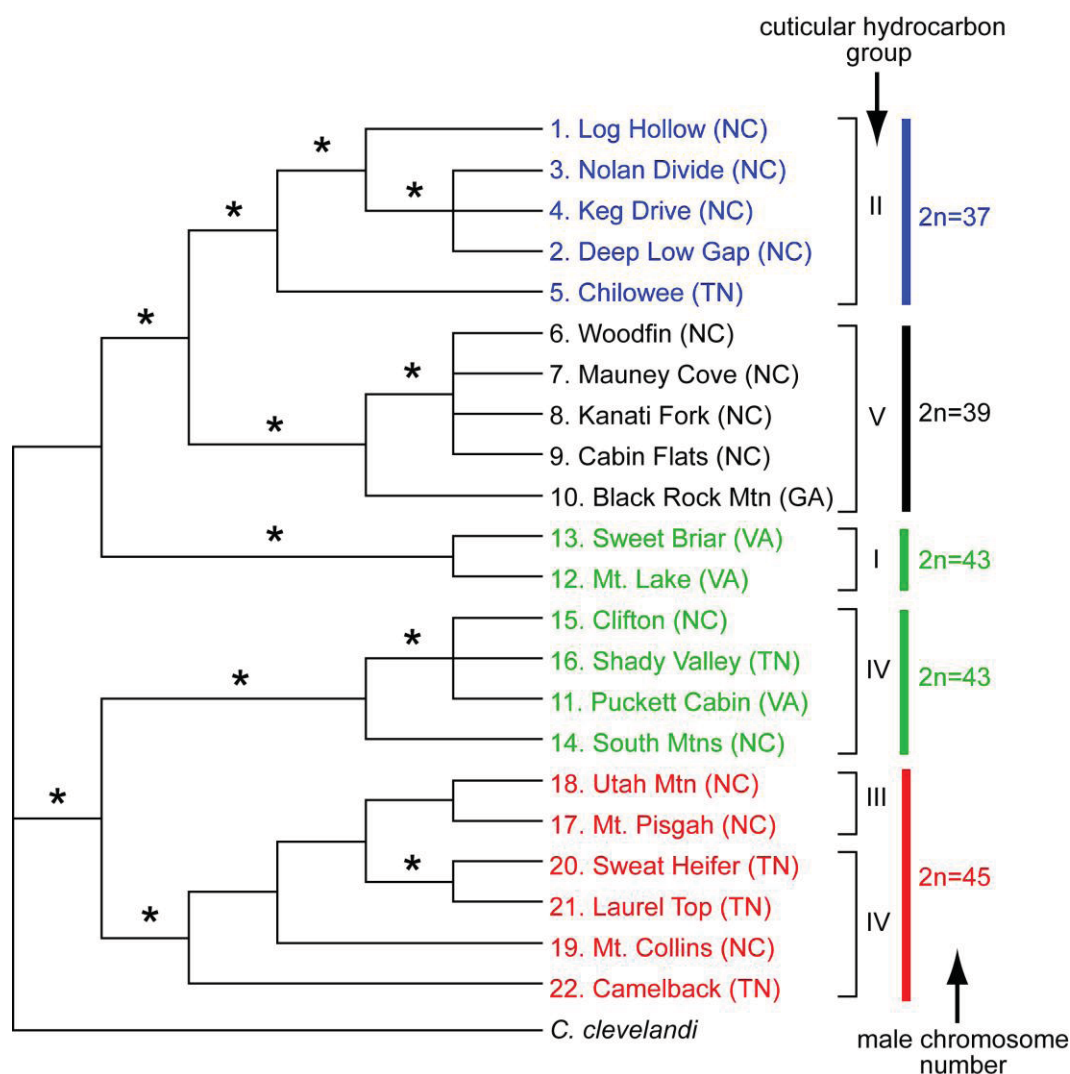 cuticular hydrocarbon
group
1. Log Hollow (NC)
3. Nolan Divide (NC)
4. Keg Drive (NC)
2. Deep Low Gap (NC)
5. Chilowee (TN)
II
2n=37
6. Woodfin (NC)
7. Mauney Cove (NC)
8. Kanati Fork (NC)
9. Cabin Flats (NC)
10. Black Rock Mtn (GA)
V
2n=39
13. Sweet Briar (VA)
12. Mt. Lake (VA)
I
2n=43
15. Clifton (NC)
16. Shady Valley (TN)
11. Puckett Cabin (VA)
14. South Mtns (NC)
IV
2n=43
18. Utah Mtn (NC)
17. Mt. Pisgah (NC)
III
20. Sweat Heifer (TN)
21. Laurel Top (TN)
19. Mt. Collins (NC)
22. Camelback (TN)
IV
2n=45
C. clevelandi
male chromosome
number
* * * * * * * * * * * * *